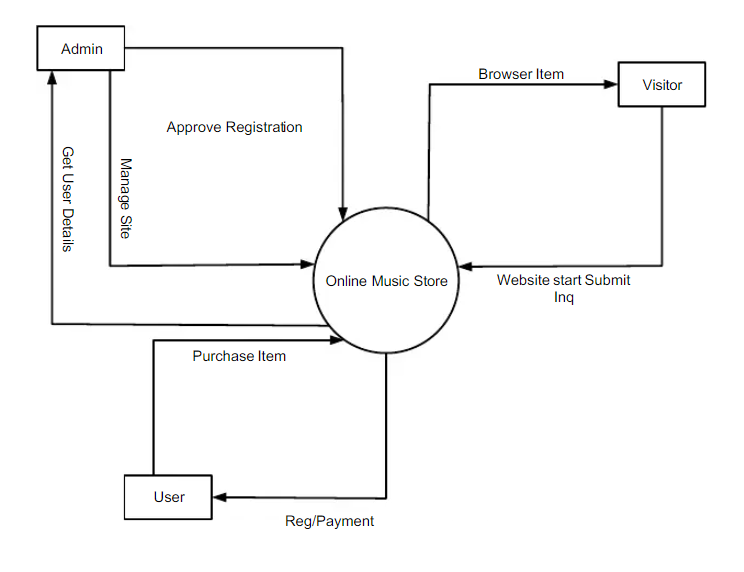 Admin
Browser Item
Visitor
Approve Registration
Get User Details
Manage Site
Online Music Store
Website start Submit
Inq
Purchase Item
User
Reg/Payment